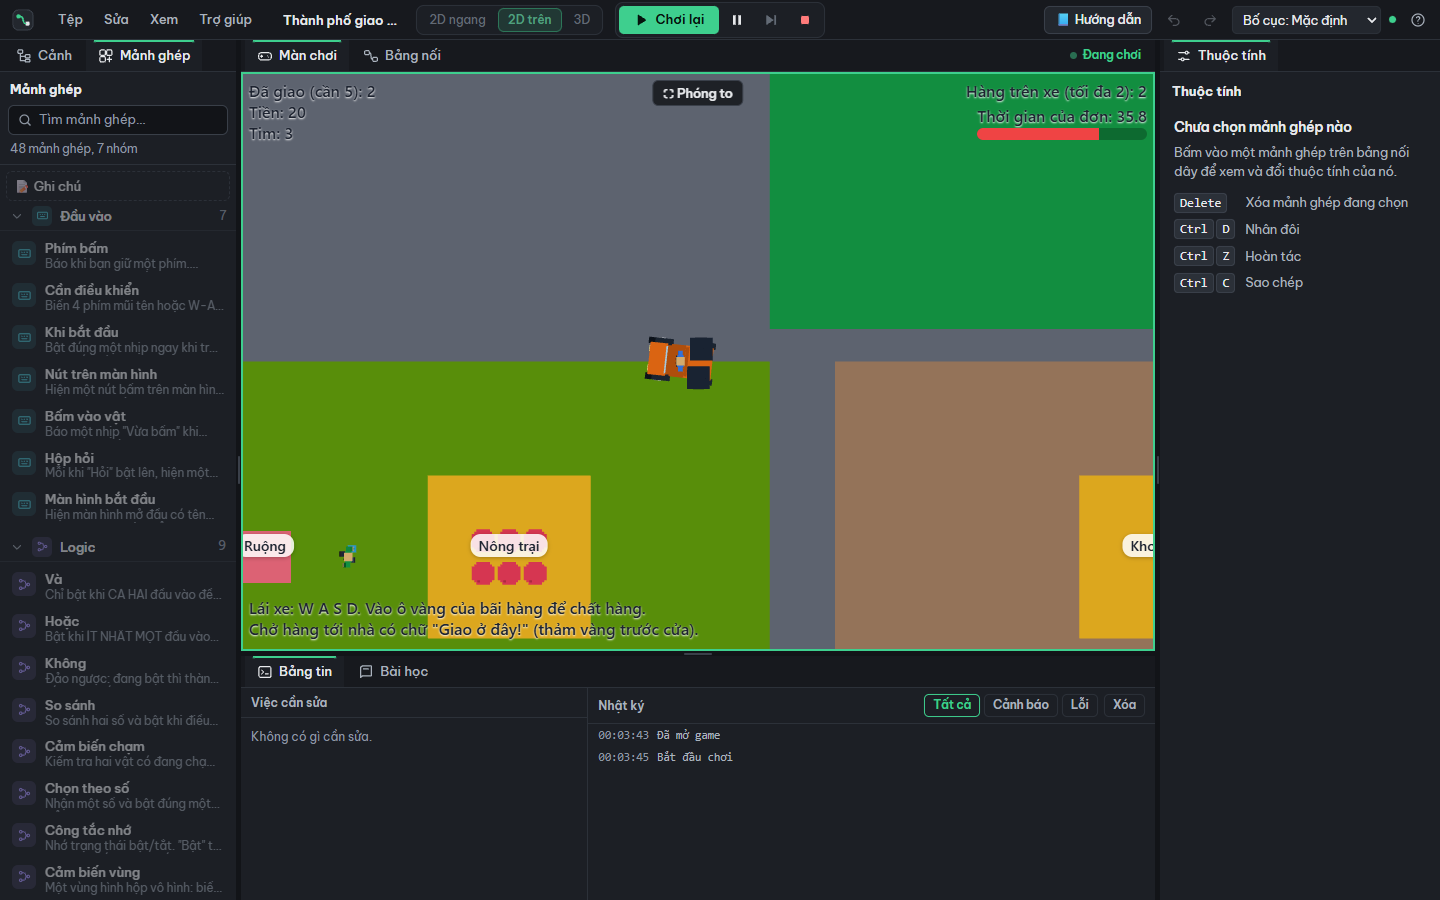 Tệp Sửa Xem Trợ giúp Thành phố giao ... 2D ngang 2D trên 3D Chơi lại Hướng dẫn Bố cục: Mặc định
Cảnh Mảnh ghép
Mảnh ghép
Tìm mảnh ghép...
48 mảnh ghép, 7 nhóm
Ghi chú
Đầu vào 7
Phím bấm
Báo khi bạn giữ một phím....
Cần điều khiển
Biến 4 phím mũi tên hoặc W-A...
Khi bắt đầu
Bật đúng một nhịp ngay khi tr...
Nút trên màn hình
Hiện một nút bấm trên màn hìn...
Bấm vào vật
Báo một nhịp "Vừa bấm" khi...
Hộp hỏi
Mỗi khi "Hỏi" bật lên, hiện một...
Màn hình bắt đầu
Hiện màn hình mở đầu có tên...
Logic 9
Và
Chỉ bật khi CẢ HAI đầu vào đề...
Hoặc
Bật khi ÍT NHẤT MỘT đầu vào...
Không
Đảo ngược: đang bật thì thàn...
So sánh
So sánh hai số và bật khi điều...
Cảm biến chạm
Kiểm tra hai vật có đang chạ...
Chọn theo số
Nhận một số và bật đúng một...
Công tắc nhớ
Nhớ trạng thái bật/tắt. "Bật" t...
Cảm biến vùng
Một vùng hình hộp vô hình: biế...
Màn chơi Bảng nối Đang chơi
Đã giao (cần 5): 2
Tiền: 20
Tim: 3
Phóng to
Hàng trên xe (tối đa 2): 2
Thời gian của đơn: 35.8
Ruộng
Nông trại
Kho
Lái xe: W A S D. Vào ô vàng của bãi hàng để chất hàng.
Chở hàng tới nhà có chữ "Giao ở đây!" (thảm vàng trước cửa).
Bảng tin Bài học
Việc cần sửa
Không có gì cần sửa.
Nhật ký Tất cả Cảnh báo Lỗi Xóa
00:03:43 Đã mở game
00:03:45 Bắt đầu chơi
Thuộc tính
Thuộc tính
Chưa chọn mảnh ghép nào
Bấm vào một mảnh ghép trên bảng nối
dây để xem và đổi thuộc tính của nó.
Delete Xóa mảnh ghép đang chọn
Ctrl D Nhân đôi
Ctrl Z Hoàn tác
Ctrl C Sao chép